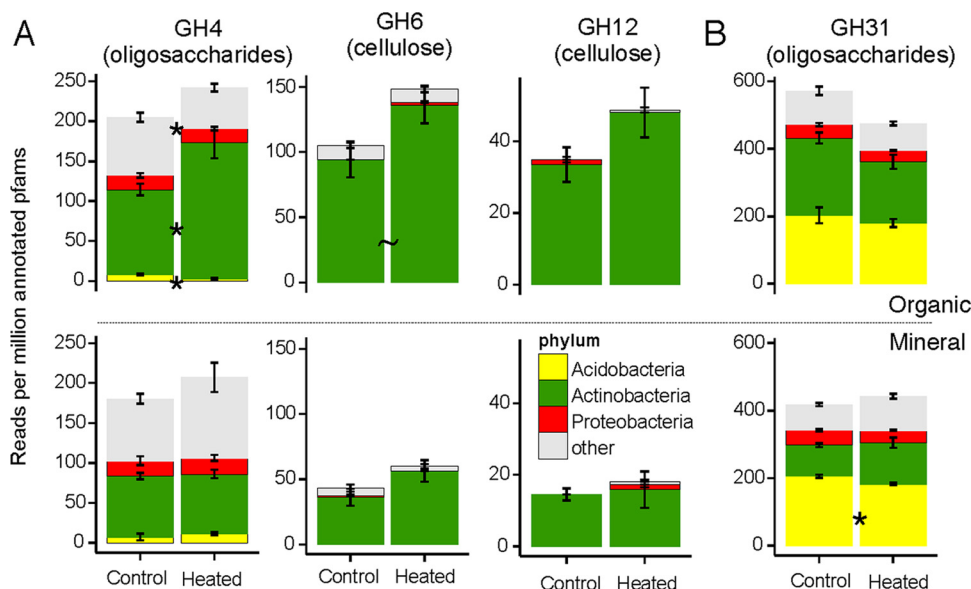 A
GH4
(oligosaccharides)
GH6
(cellulose)
GH12
(cellulose)
B
GH31
(oligosaccharides)
Reads per million annotated pfams
250
200
150
100
50
0
*
*
*
150
100
50
0
~
40
20
0
600
400
200
0
Organic
Mineral
250
200
150
100
50
0
150
100
50
0
40
20
0
phylum
Acidobacteria
Actinobacteria
Proteobacteria
other
600
400
200
0
*
Control Heated
Control Heated
Control Heated
Control Heated